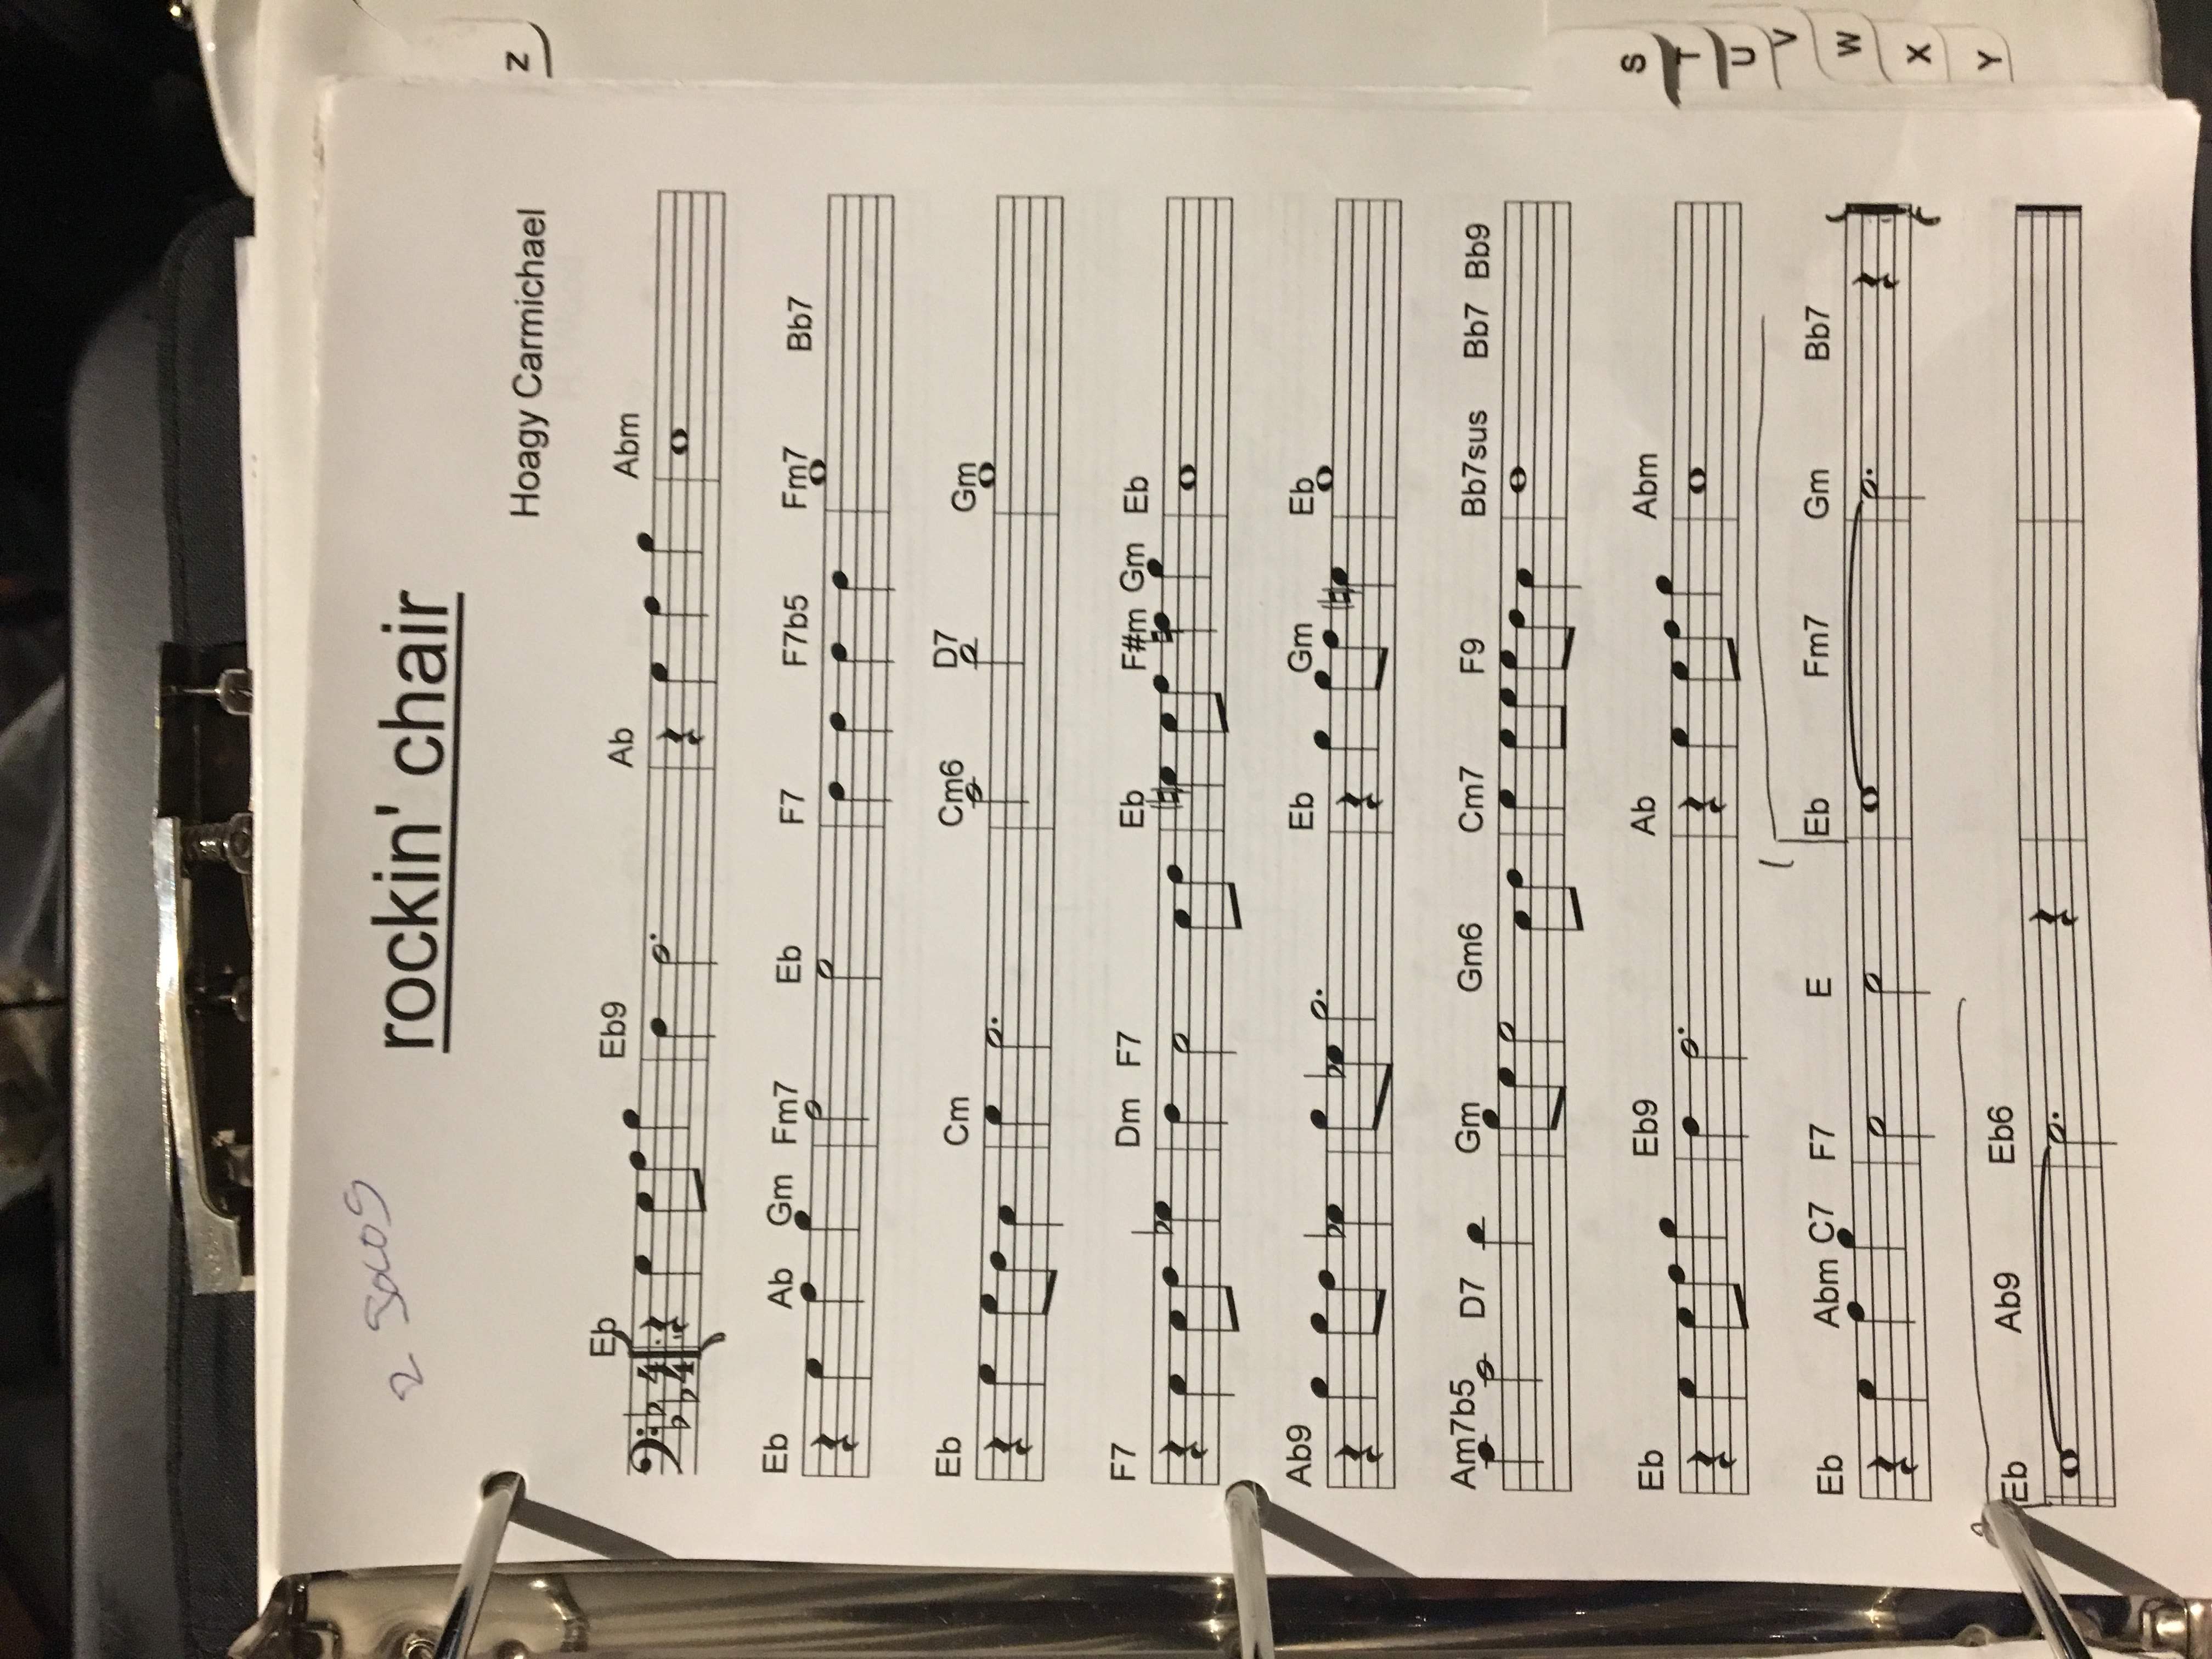 2 SOLOS
rockin' chair
Hoagy Carmichael
Z
Eb Eb9 Ab Abm
4
4
Eb Ab Gm Fm7 Eb F7 F7b5 Fm7 Bb7
Eb Cm Cm6 D7 Gm
F7 Dm F7 Eb F#m Gm Eb
Ab9 Eb Gm Eb
Am7b5 D7 Gm Gm6 Cm7 F9 Bb7sus Bb7 Bb9
Eb Eb9 Ab Abm
S
T
U
V
1
Eb Abm C7 F7 E Eb Fm7 Gm Bb7
W
X
Y
Eb Ab9 Eb6